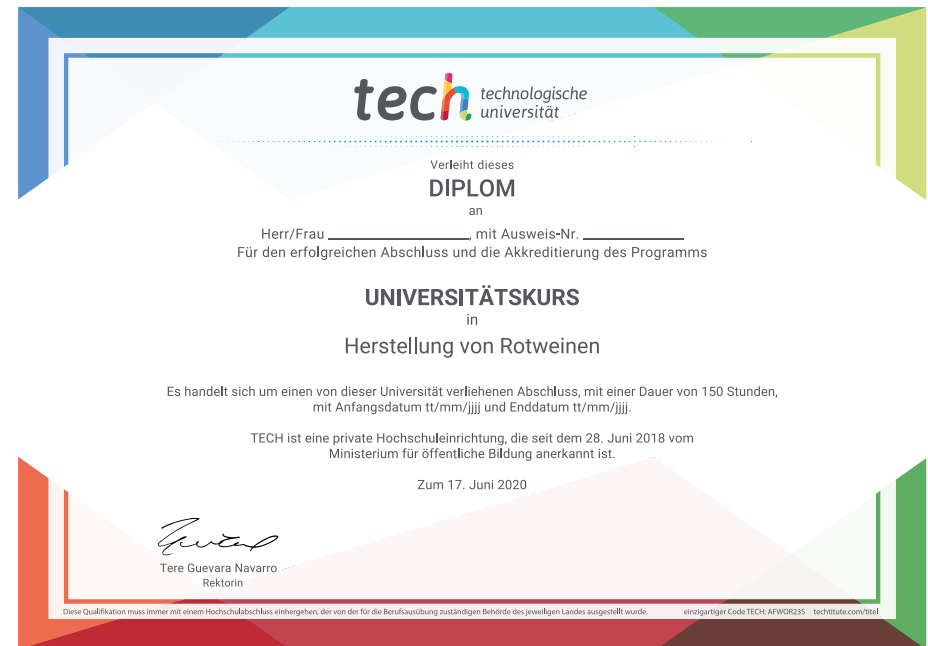 tech technologische
universität
Verleiht dieses
DIPLOM
an
Herr/Frau ____________________, mit Ausweis-Nr. ______________
Für den erfolgreichen Abschluss und die Akkreditierung des Programms
UNIVERSITÄTSKURS
in
Herstellung von Rotweinen
Es handelt sich um einen von dieser Universität verliehenen Abschluss, mit einer Dauer von 150 Stunden,
mit Anfangsdatum tt/mm/jjjj und Enddatum tt/mm/jjjj.
TECH ist eine private Hochschuleinrichtung, die seit dem 28. Juni 2018 vom
Ministerium für öffentliche Bildung anerkannt ist.
Zum 17. Juni 2020
Tere Guevara Navarro
Rektorin
Diese Qualifikation muss immer mit einem Hochschulabschluss einhergehen, der von der für die Berufsausübung zuständigen Behörde des jeweiligen Landes ausgestellt wurde. einzigartiger Code TECH: AFWOR235 techtitute.com/titel